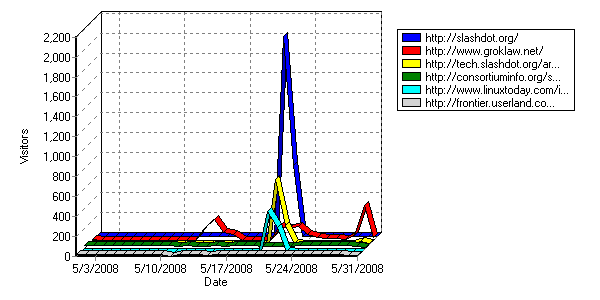 2,200
2,000
1,800
1,600
1,400
1,200
1,000
800
600
400
200
0
Visitors
5/3/2008 5/10/2008 5/17/2008 5/24/2008 5/31/2008
Date
http://slashdot.org/
http://www.groklaw.net/
http://tech.slashdot.org/ar...
http://consortiuminfo.org/s...
http://www.linuxtoday.com/i...
http://frontier.userland.co...